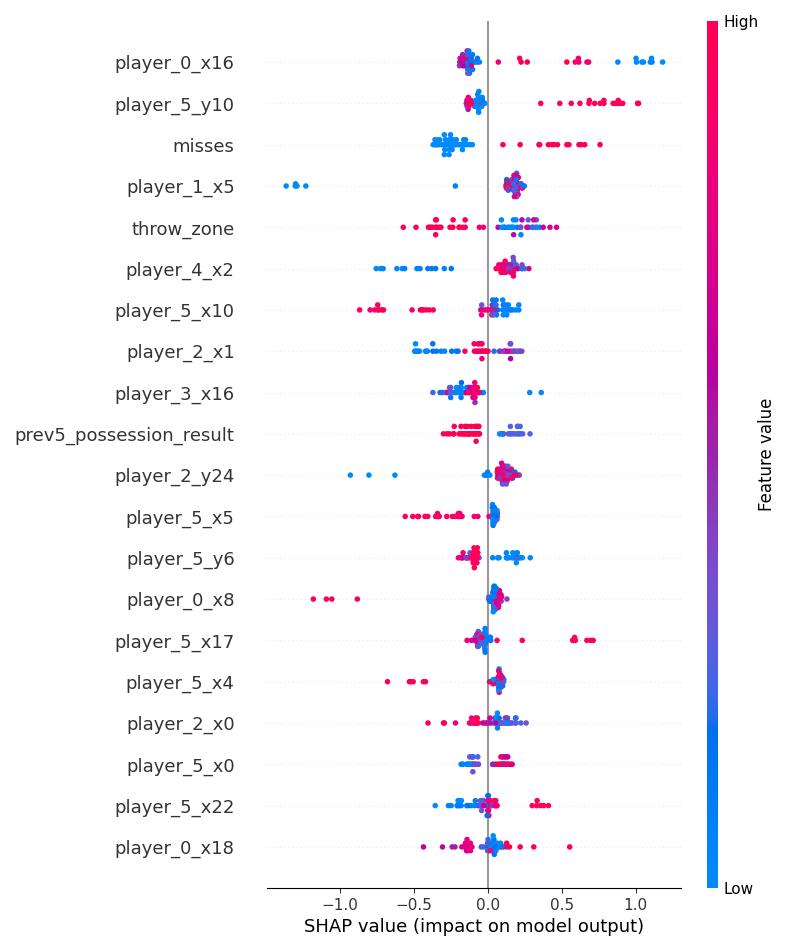 High
player_0_x16
player_5_y10
misses
player_1_x5
throw_zone
player_4_x2
player_5_x10
player_2_x1
player_3_x16
prev5_possession_result
player_2_y24
player_5_x5
player_5_y6
player_0_x8
player_5_x17
player_5_x4
player_2_x0
player_5_x0
player_5_x22
player_0_x18
Feature value
Low
−1.0 −0.5 0.0 0.5 1.0
SHAP value (impact on model output)